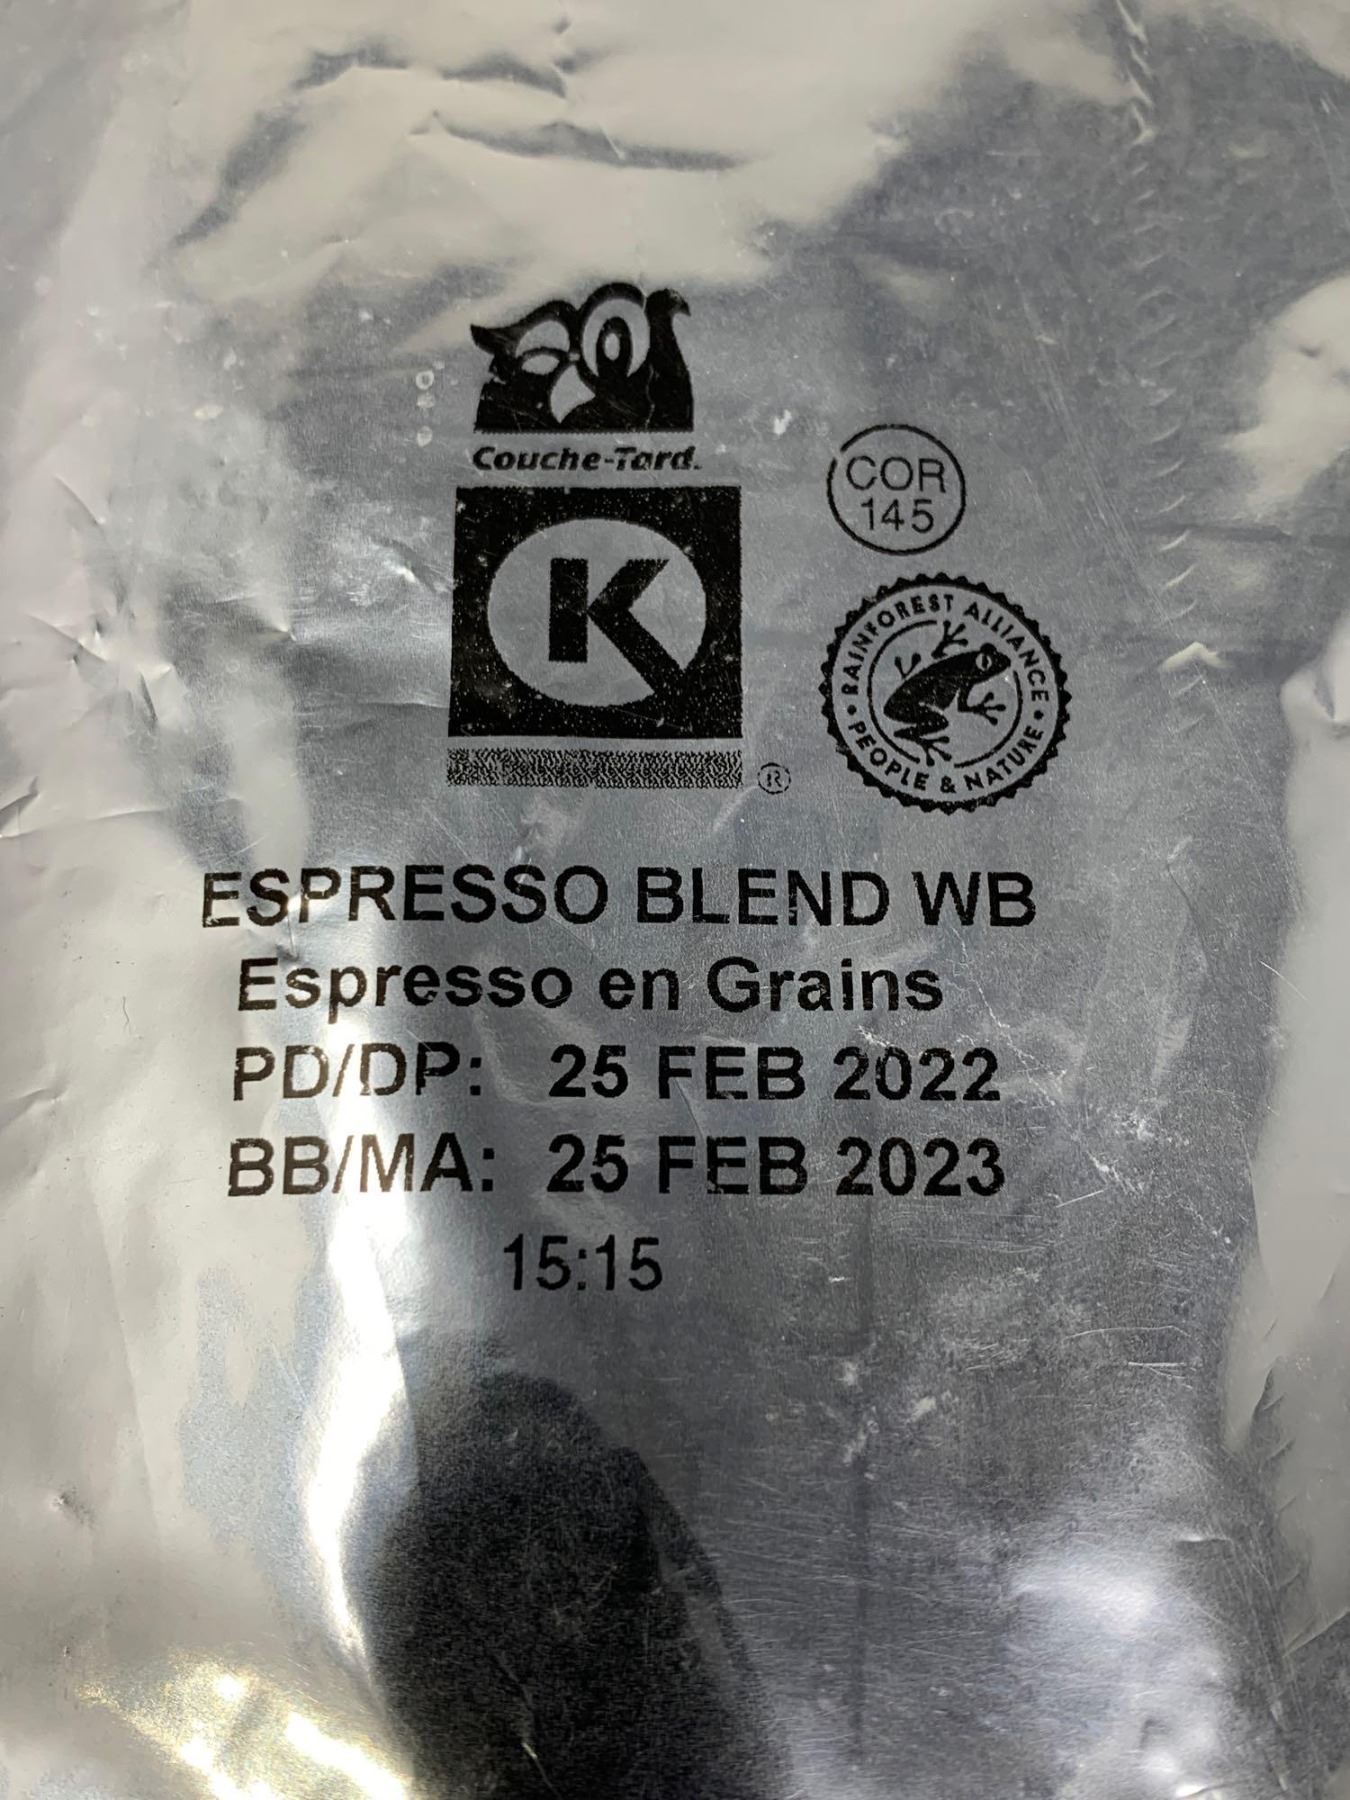 Couche-Tard.
K
®
COR
145
RAINFOREST ALLIANCE
• PEOPLE & NATURE •
ESPRESSO BLEND WB
Espresso en Grains
PD/DP: 25 FEB 2022
BB/MA: 25 FEB 2023
15:15